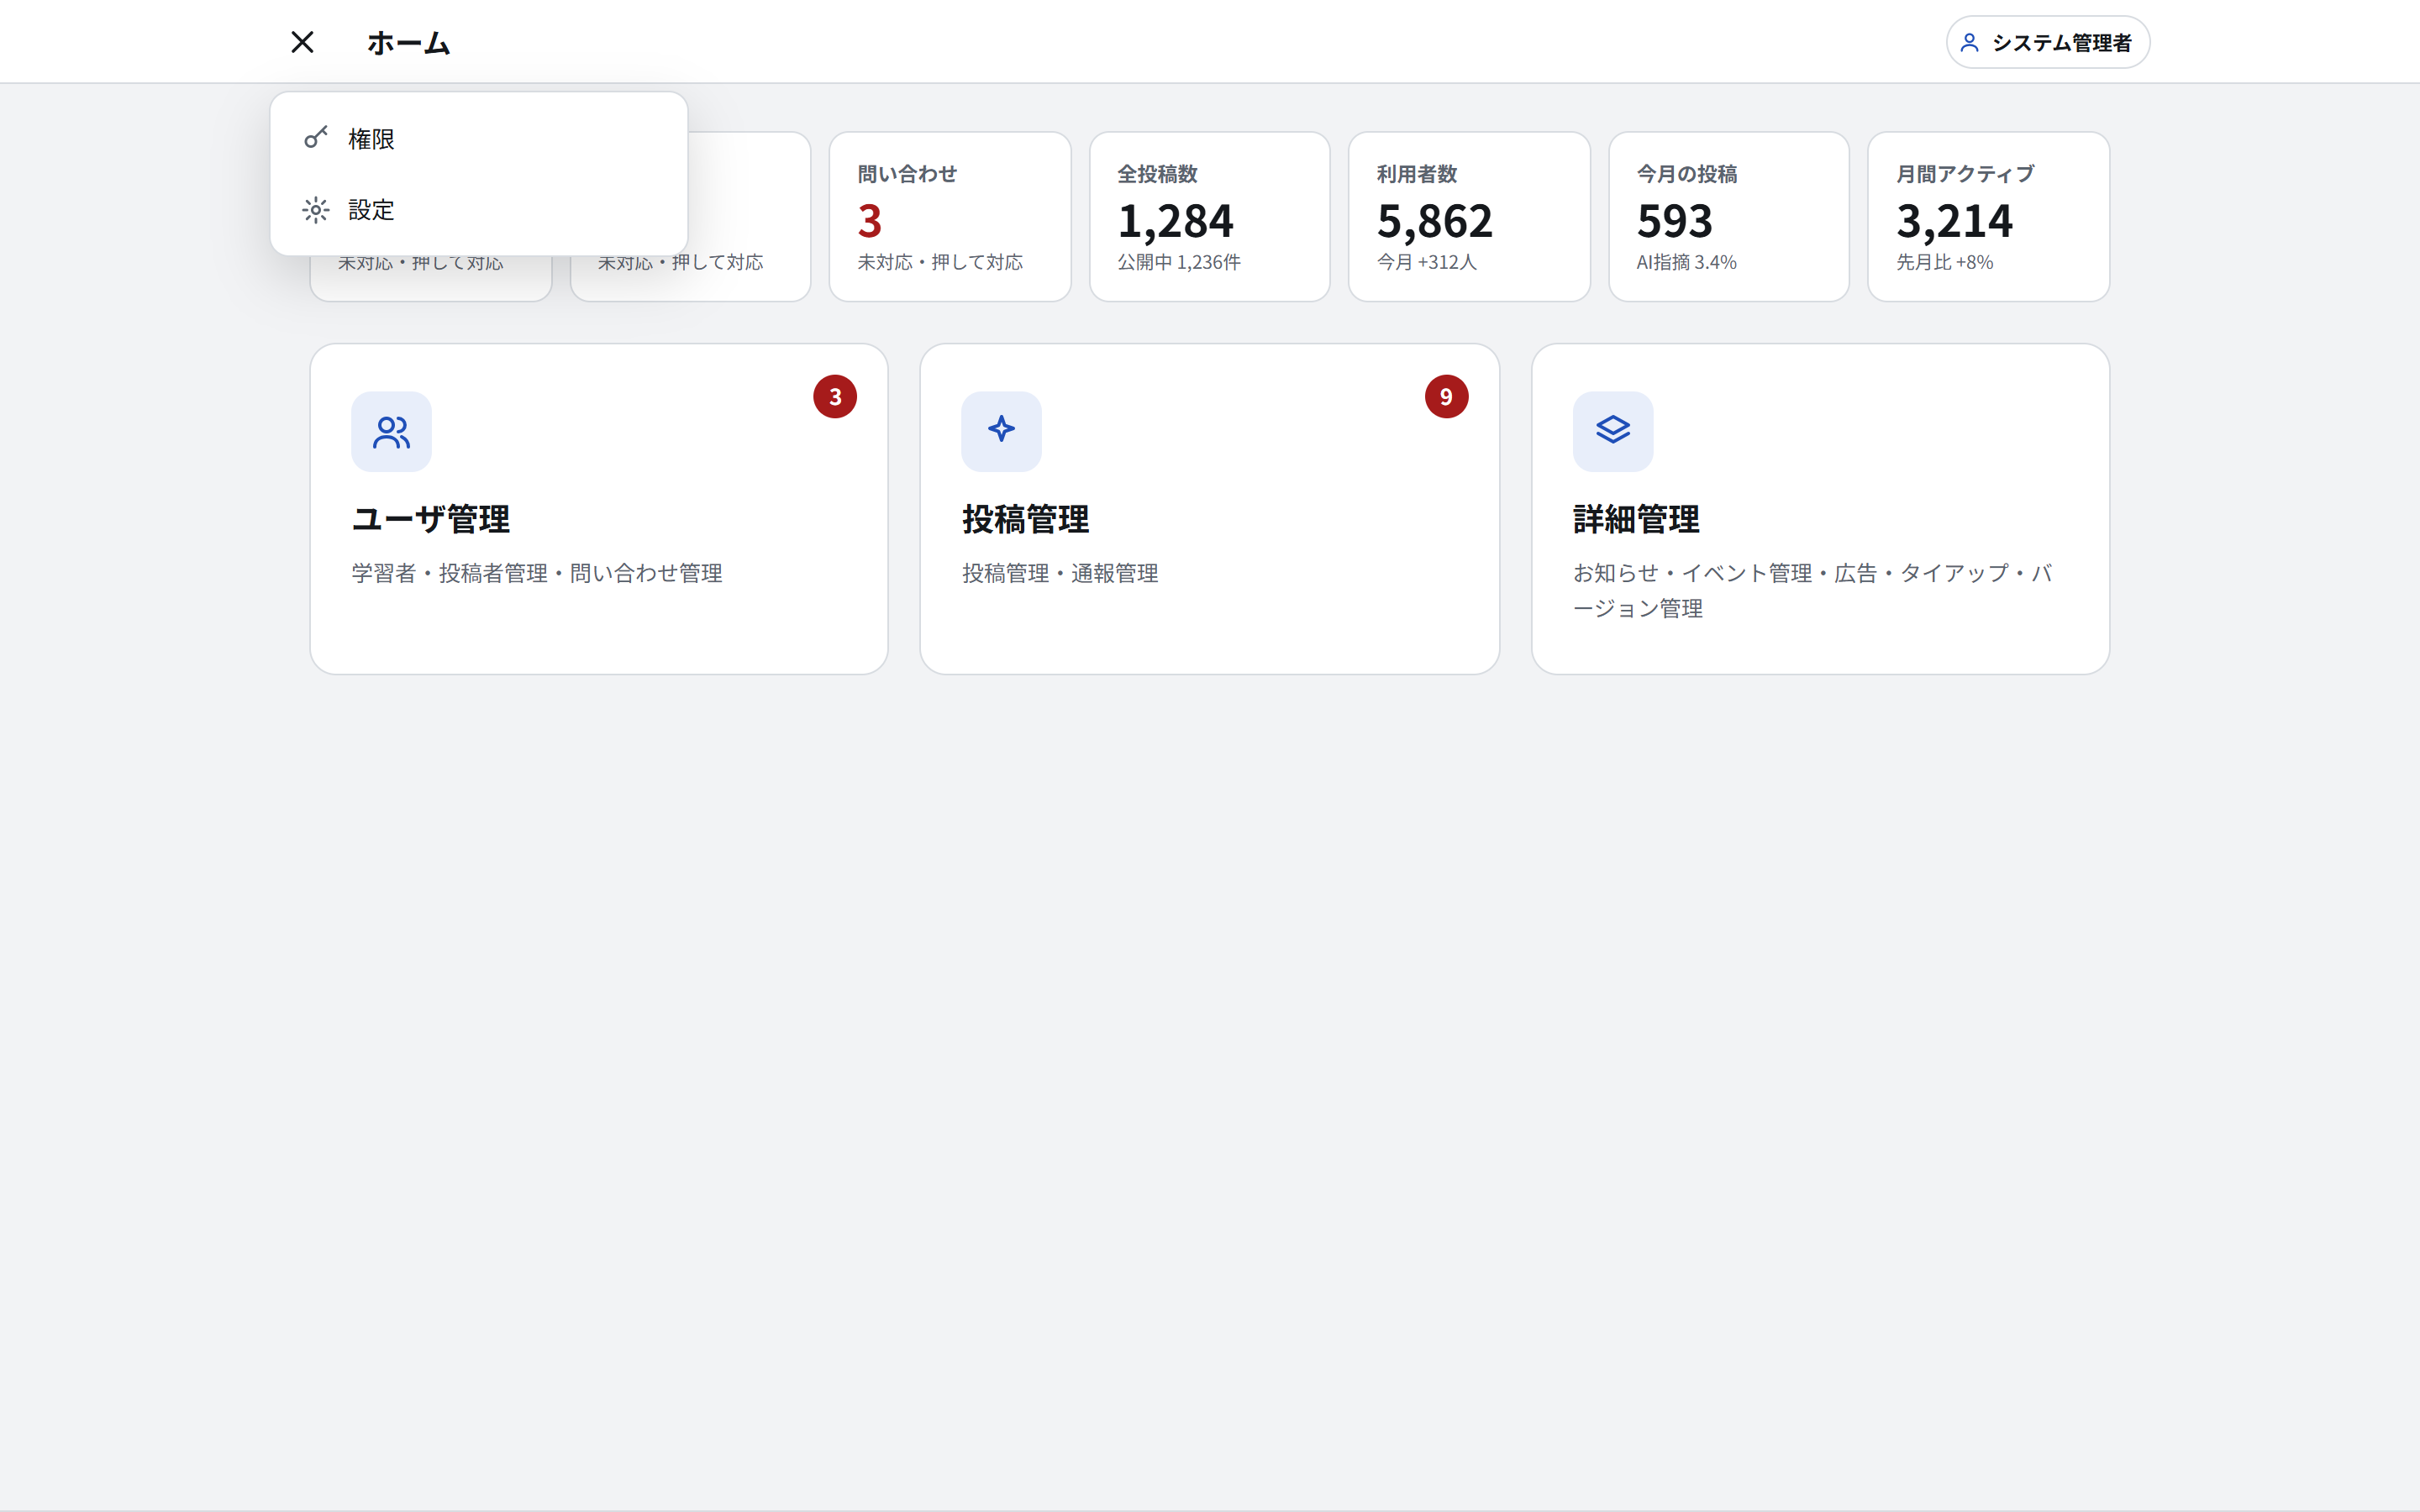 ホーム
システム管理者
権限
設定
未対応・押して対応
未対応・押して対応
問い合わせ
3
未対応・押して対応
全投稿数
1,284
公開中 1,236件
利用者数
5,862
今月 +312人
今月の投稿
593
AI指摘 3.4%
月間アクティブ
3,214
先月比 +8%
3
ユーザ管理
学習者・投稿者管理・問い合わせ管理
9
投稿管理
投稿管理・通報管理
詳細管理
お知らせ・イベント管理・広告・タイアップ・バ
ージョン管理